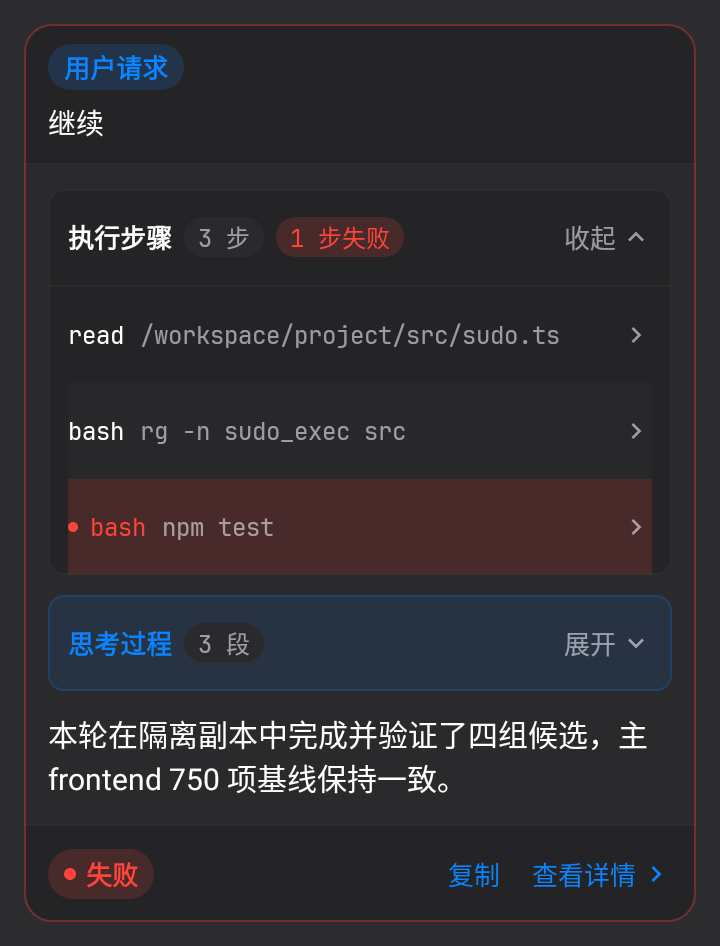 用户请求
继续
执行步骤 3 步 1 步失败 收起
read /workspace/project/src/sudo.ts
bash rg -n sudo_exec src
bash npm test
思考过程 3 段 展开
本轮在隔离副本中完成并验证了四组候选，主
frontend 750 项基线保持一致。
失败 复制 查看详情